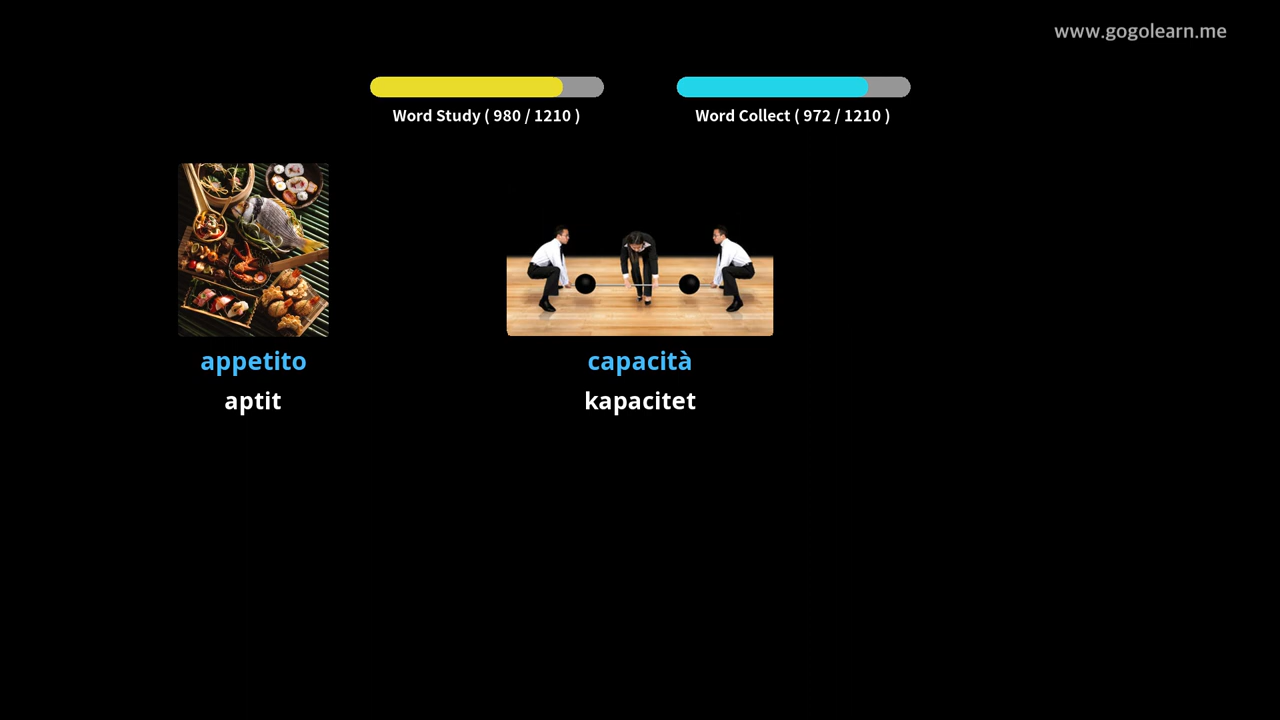 www.gogolearn.me
Word Study ( 980 / 1210 )
Word Collect ( 972 / 1210 )
appetito
aptit
capacità
kapacitet